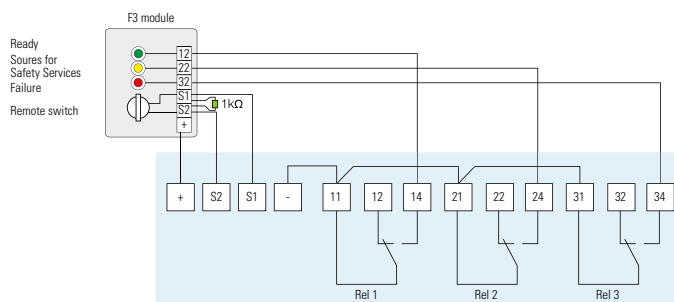 F3 module
Ready
Soures for
Safety Services
Failure
Remote switch
12
22
32
S1
S2
+
1kΩ
+ S2 S1 - 11 12 14 21 22 24 31 32 34
Rel 1 Rel 2 Rel 3